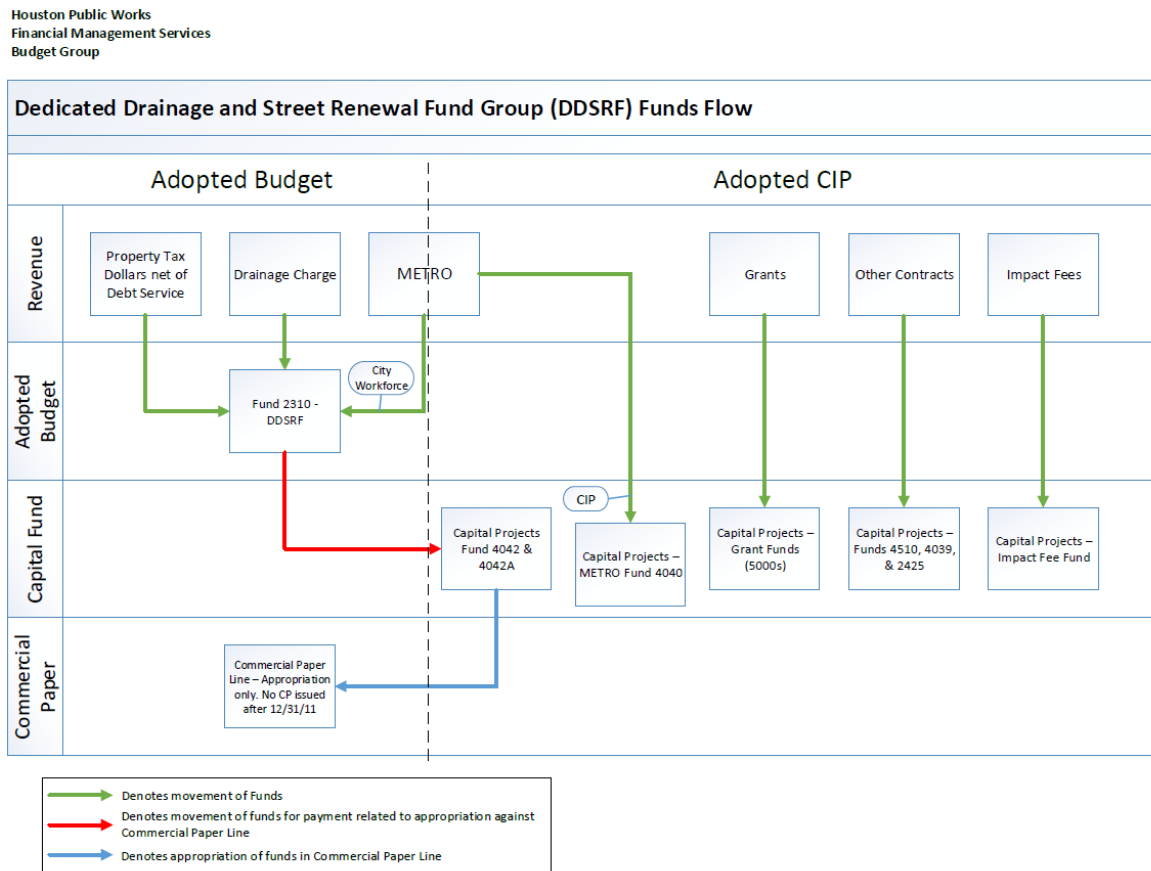 Houston Public Works
Financial Management Services
Budget Group
Dedicated Drainage and Street Renewal Fund Group (DDSRF) Funds Flow
Adopted Budget
Adopted CIP
Revenue
Property Tax
Dollars net of
Debt Service
Drainage Charge
METRO
Grants
Other Contracts
Impact Fees
Adopted
Budget
Fund 2310 -
DDSRF
City
Workforce
Capital Fund
CIP
Capital Projects
Fund 4042 &
4042A
Capital Projects –
METRO Fund 4040
Capital Projects –
Grant Funds
(5000s)
Capital Projects –
Funds 4510, 4039,
& 2425
Capital Projects –
Impact Fee Fund
Commercial
Paper
Commercial Paper
Line – Appropriation
only. No CP issued
after 12/31/11
Denotes movement of Funds
Denotes movement of funds for payment related to appropriation against
Commercial Paper Line
Denotes appropriation of funds in Commercial Paper Line